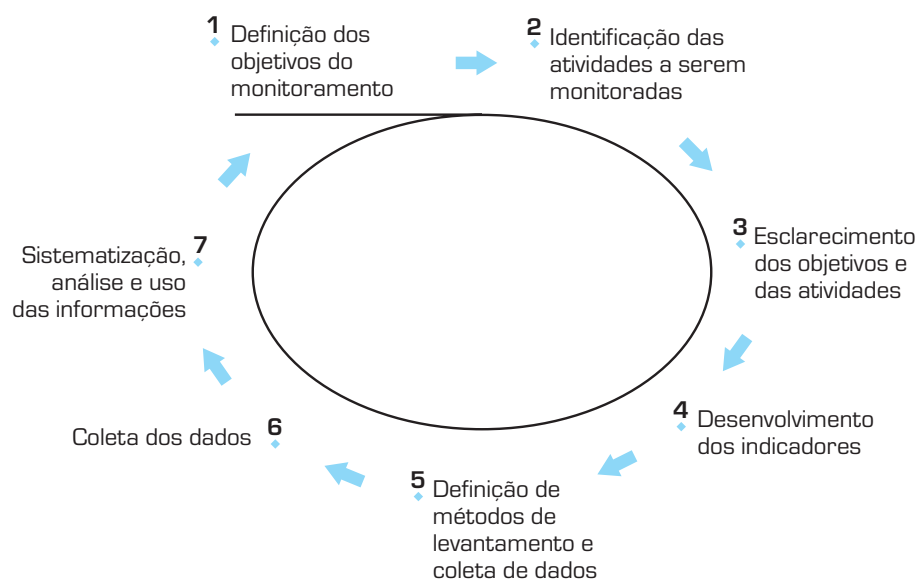 1 Definição dos
objetivos do
monitoramento
2 Identificação das
atividades a serem
monitoradas
3 Esclarecimento
dos objetivos e
das atividades
4 Desenvolvimento
dos indicadores
5 Definição de
métodos de
levantamento e
coleta de dados
6
Coleta dos dados
7
Sistematização,
análise e uso
das informações